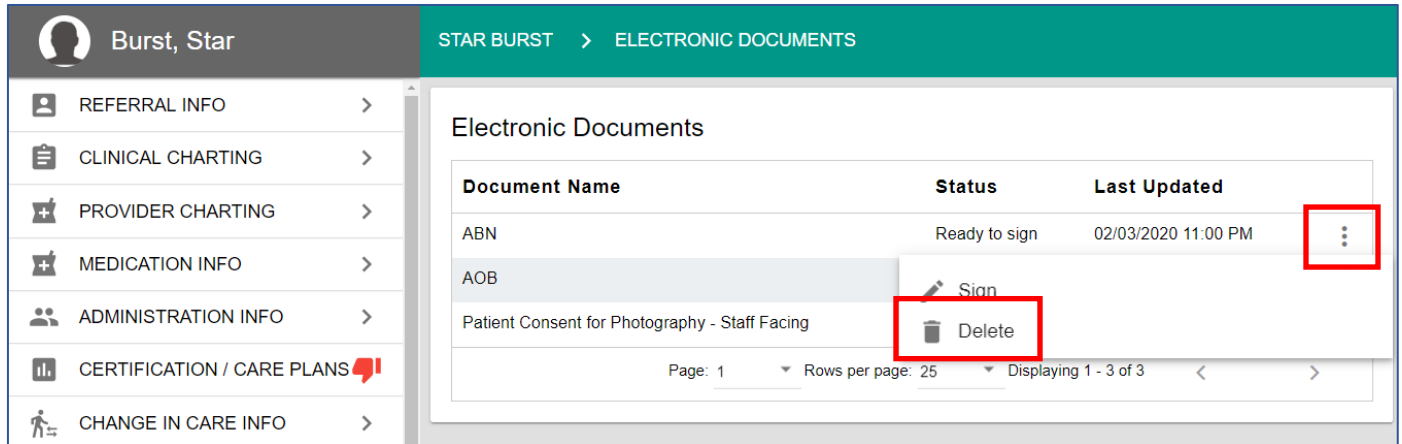 Burst, Star
STAR BURST > ELECTRONIC DOCUMENTS
REFERRAL INFO
CLINICAL CHARTING
PROVIDER CHARTING
MEDICATION INFO
ADMINISTRATION INFO
CERTIFICATION / CARE PLANS
CHANGE IN CARE INFO
Electronic Documents
Document Name Status Last Updated
ABN Ready to sign 02/03/2020 11:00 PM
AOB
Patient Consent for Photography - Staff Facing
Sign
Delete
Page: 1 Rows per page: 25 Displaying 1 - 3 of 3